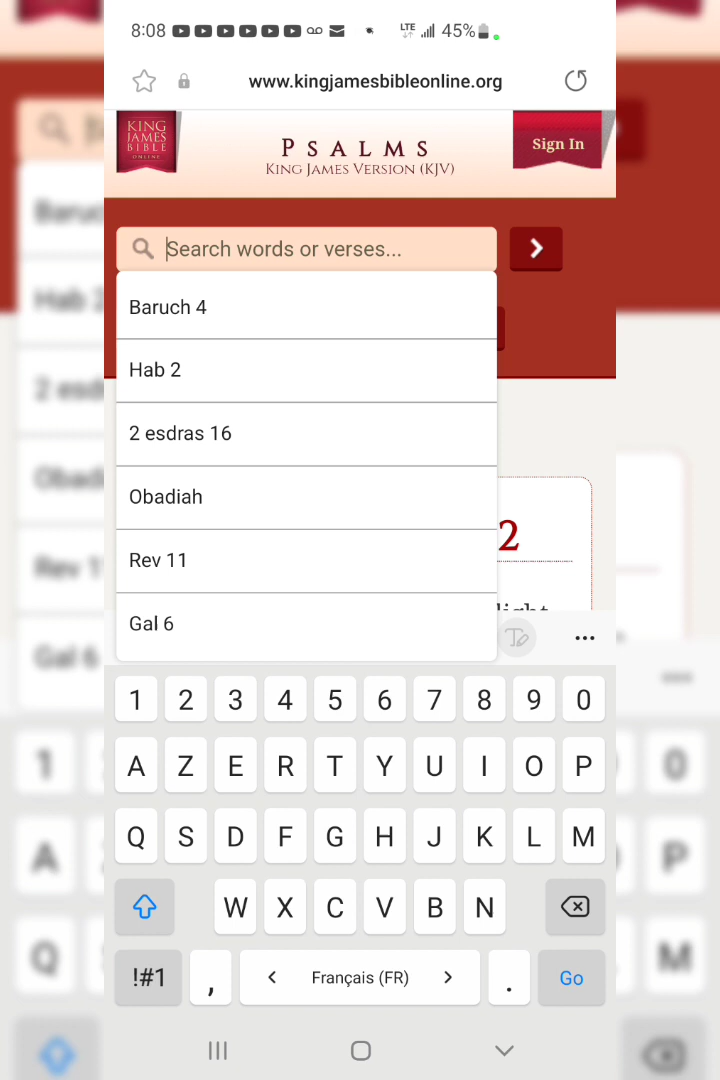 8:08 LTE 45%
www.kingjamesbibleonline.org
KING
JAMES
BIBLE
ONLINE
PSALMS
KING JAMES VERSION (KJV)
Sign In
Search words or verses...
Baruch 4
Hab 2
2 esdras 16
Obadiah
Rev 11
Gal 6
2
1 2 3 4 5 6 7 8 9 0
A Z E R T Y U I O P
Q S D F G H J K L M
W X C V B N
!#1 , < Français (FR) > . Go